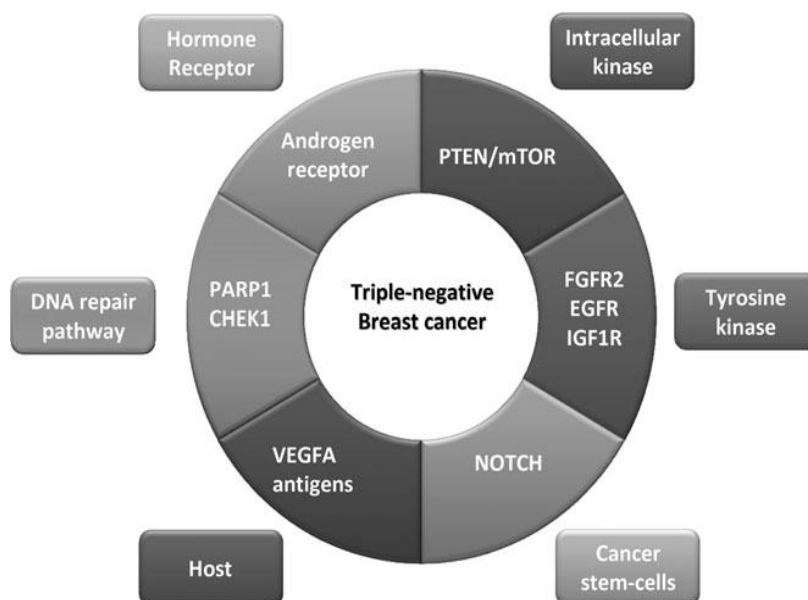 Hormone
Receptor
Intracellular
kinase
Androgen
receptor
PTEN/mTOR
PARP1
CHEK1
Triple-negative
Breast cancer
FGFR2
EGFR
IGF1R
DNA repair
pathway
Tyrosine
kinase
VEGFA
antigens
NOTCH
Host
Cancer
stem-cells